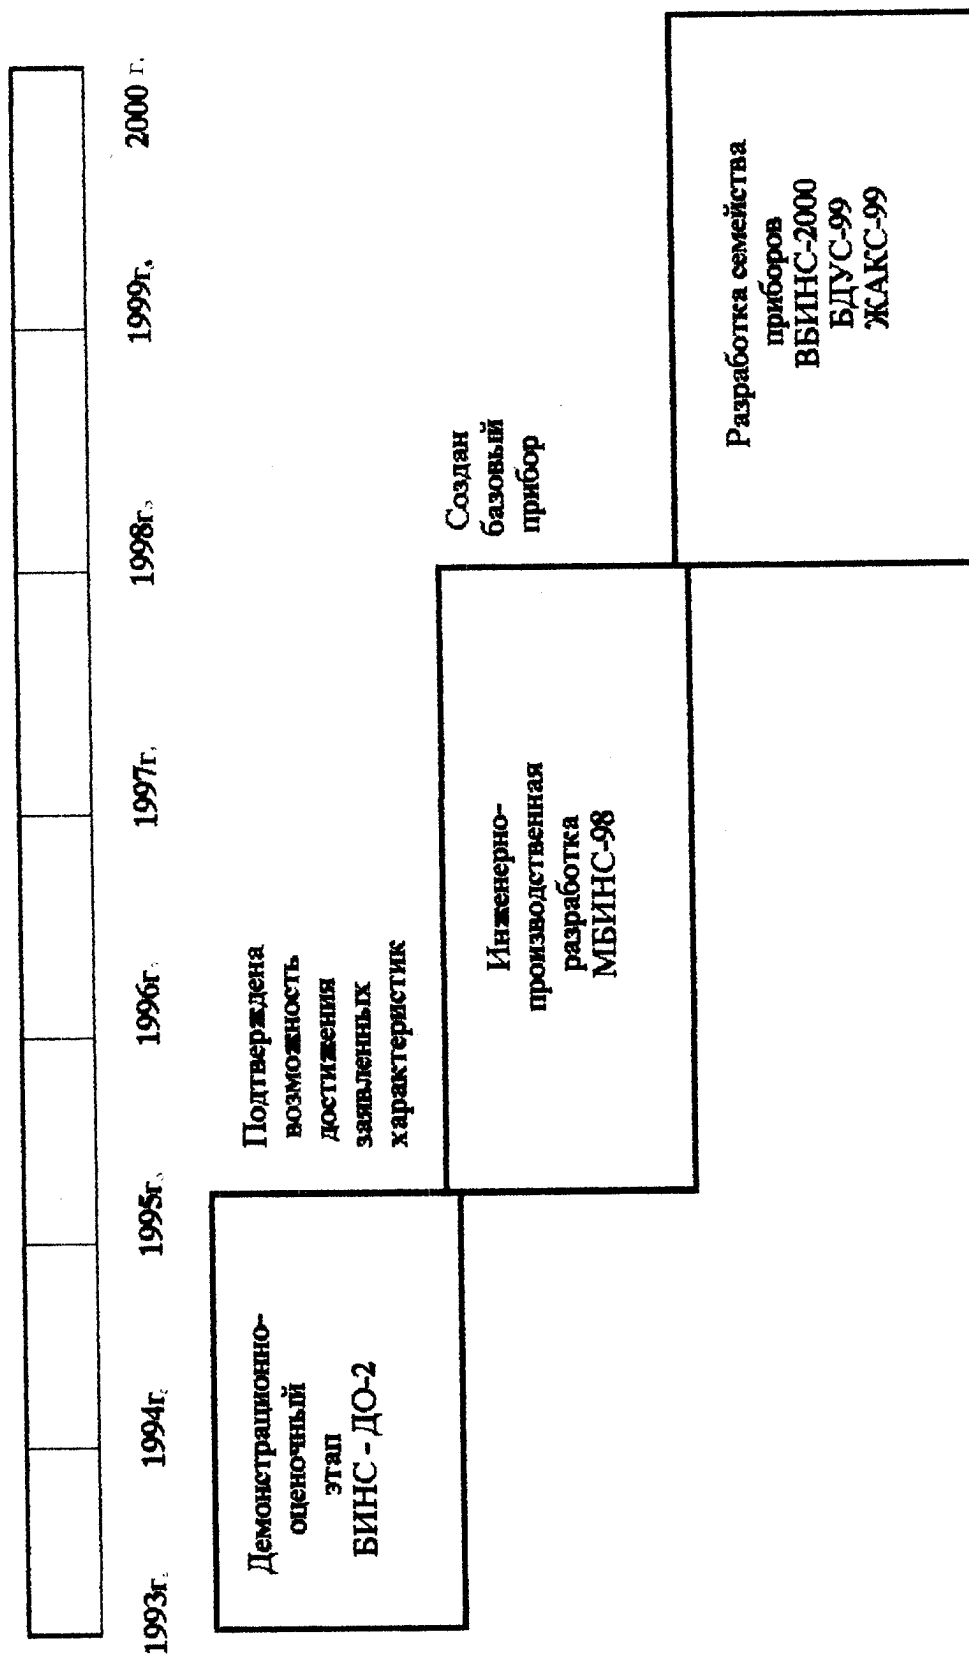 1993г.
1994г.
1995г.
1996г.
1997г.
1998г.
1999г.
2000 г.
Демонстрационно-
оценочный
этап
БИНС - ДО-2
Подтверждена
возможность
достижения
заявленных
характеристик
Инженерно-
производственная
разработка
МБИНС-98
Создан
базовый
прибор
Разработка семейства
приборов
ВБИНС-2000
БДУС-99
ЖАКС-99